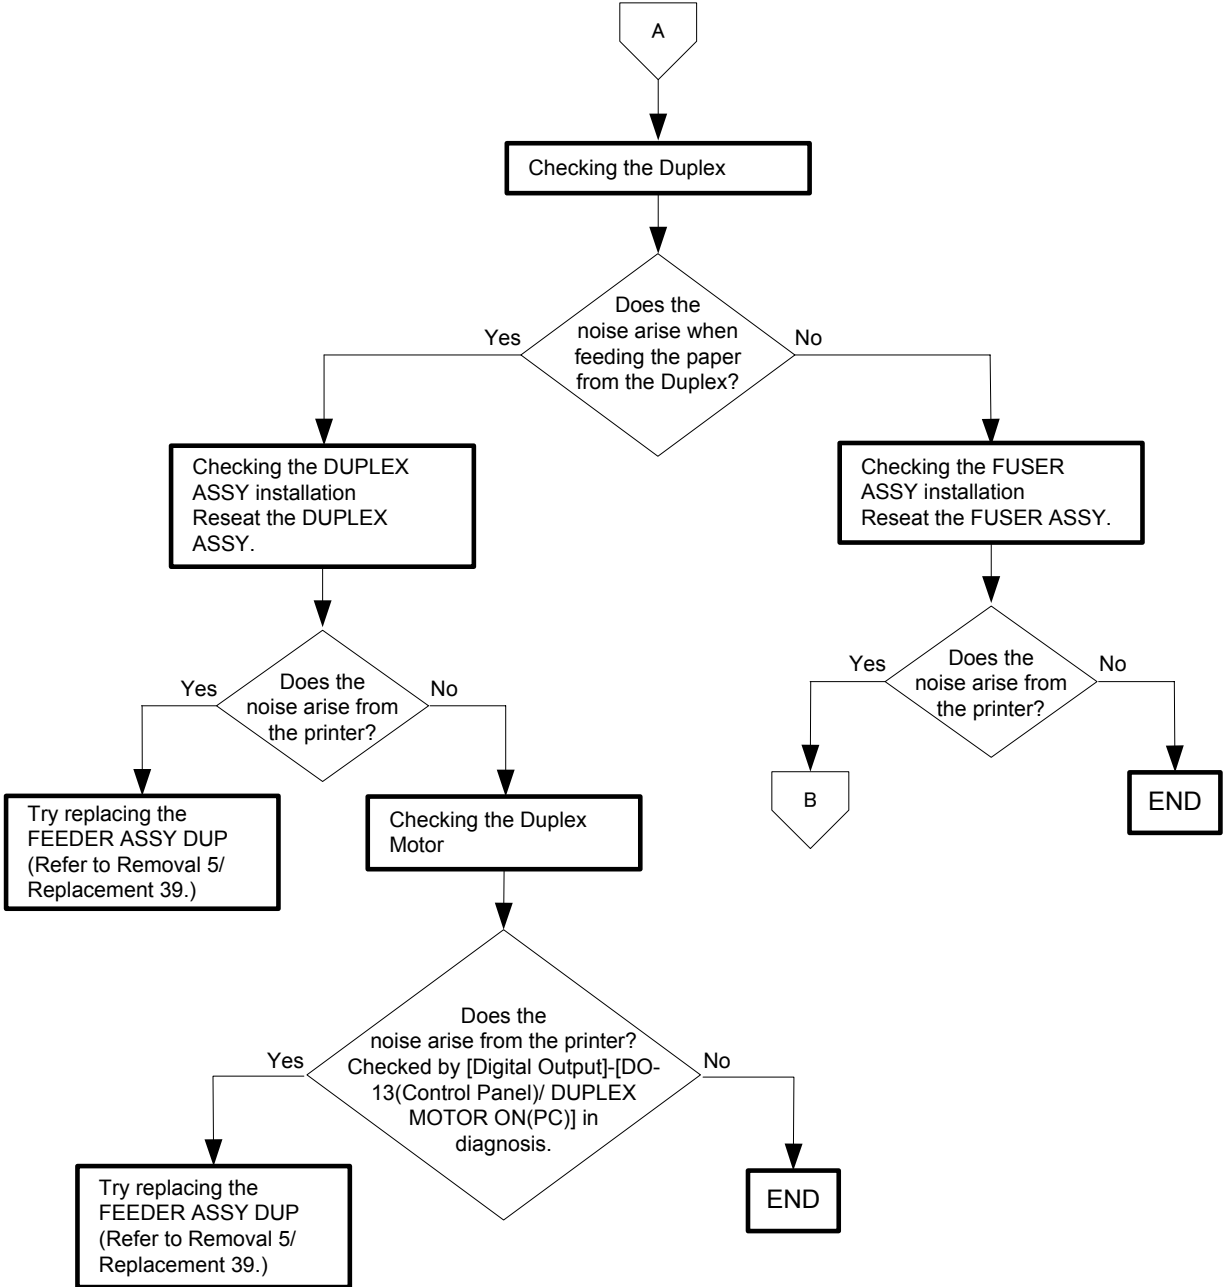 A
Checking the Duplex
Does the
noise arise when
feeding the paper
from the Duplex?
Yes
No
Checking the DUPLEX
ASSY installation
Reseat the DUPLEX
ASSY.
Checking the FUSER
ASSY installation
Reseat the FUSER ASSY.
Does the
noise arise from
the printer?
Yes
No
Does the
noise arise from
the printer?
Yes
No
Try replacing the
FEEDER ASSY DUP
(Refer to Removal 5/
Replacement 39.)
Checking the Duplex
Motor
B
END
Does the
noise arise from the printer?
Checked by [Digital Output]-[DO-
13(Control Panel)/ DUPLEX
MOTOR ON(PC)] in
diagnosis.
Yes
No
Try replacing the
FEEDER ASSY DUP
(Refer to Removal 5/
Replacement 39.)
END